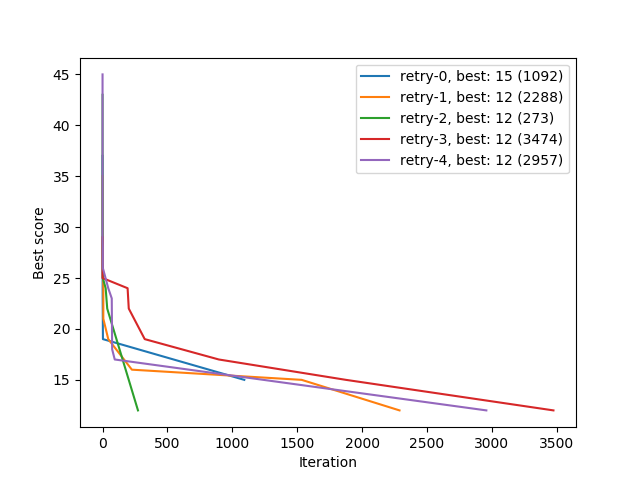 retry-0, best: 15 (1092)
retry-1, best: 12 (2288)
retry-2, best: 12 (273)
retry-3, best: 12 (3474)
retry-4, best: 12 (2957)
Best score
45
40
35
30
25
20
15
0 500 1000 1500 2000 2500 3000 3500
Iteration